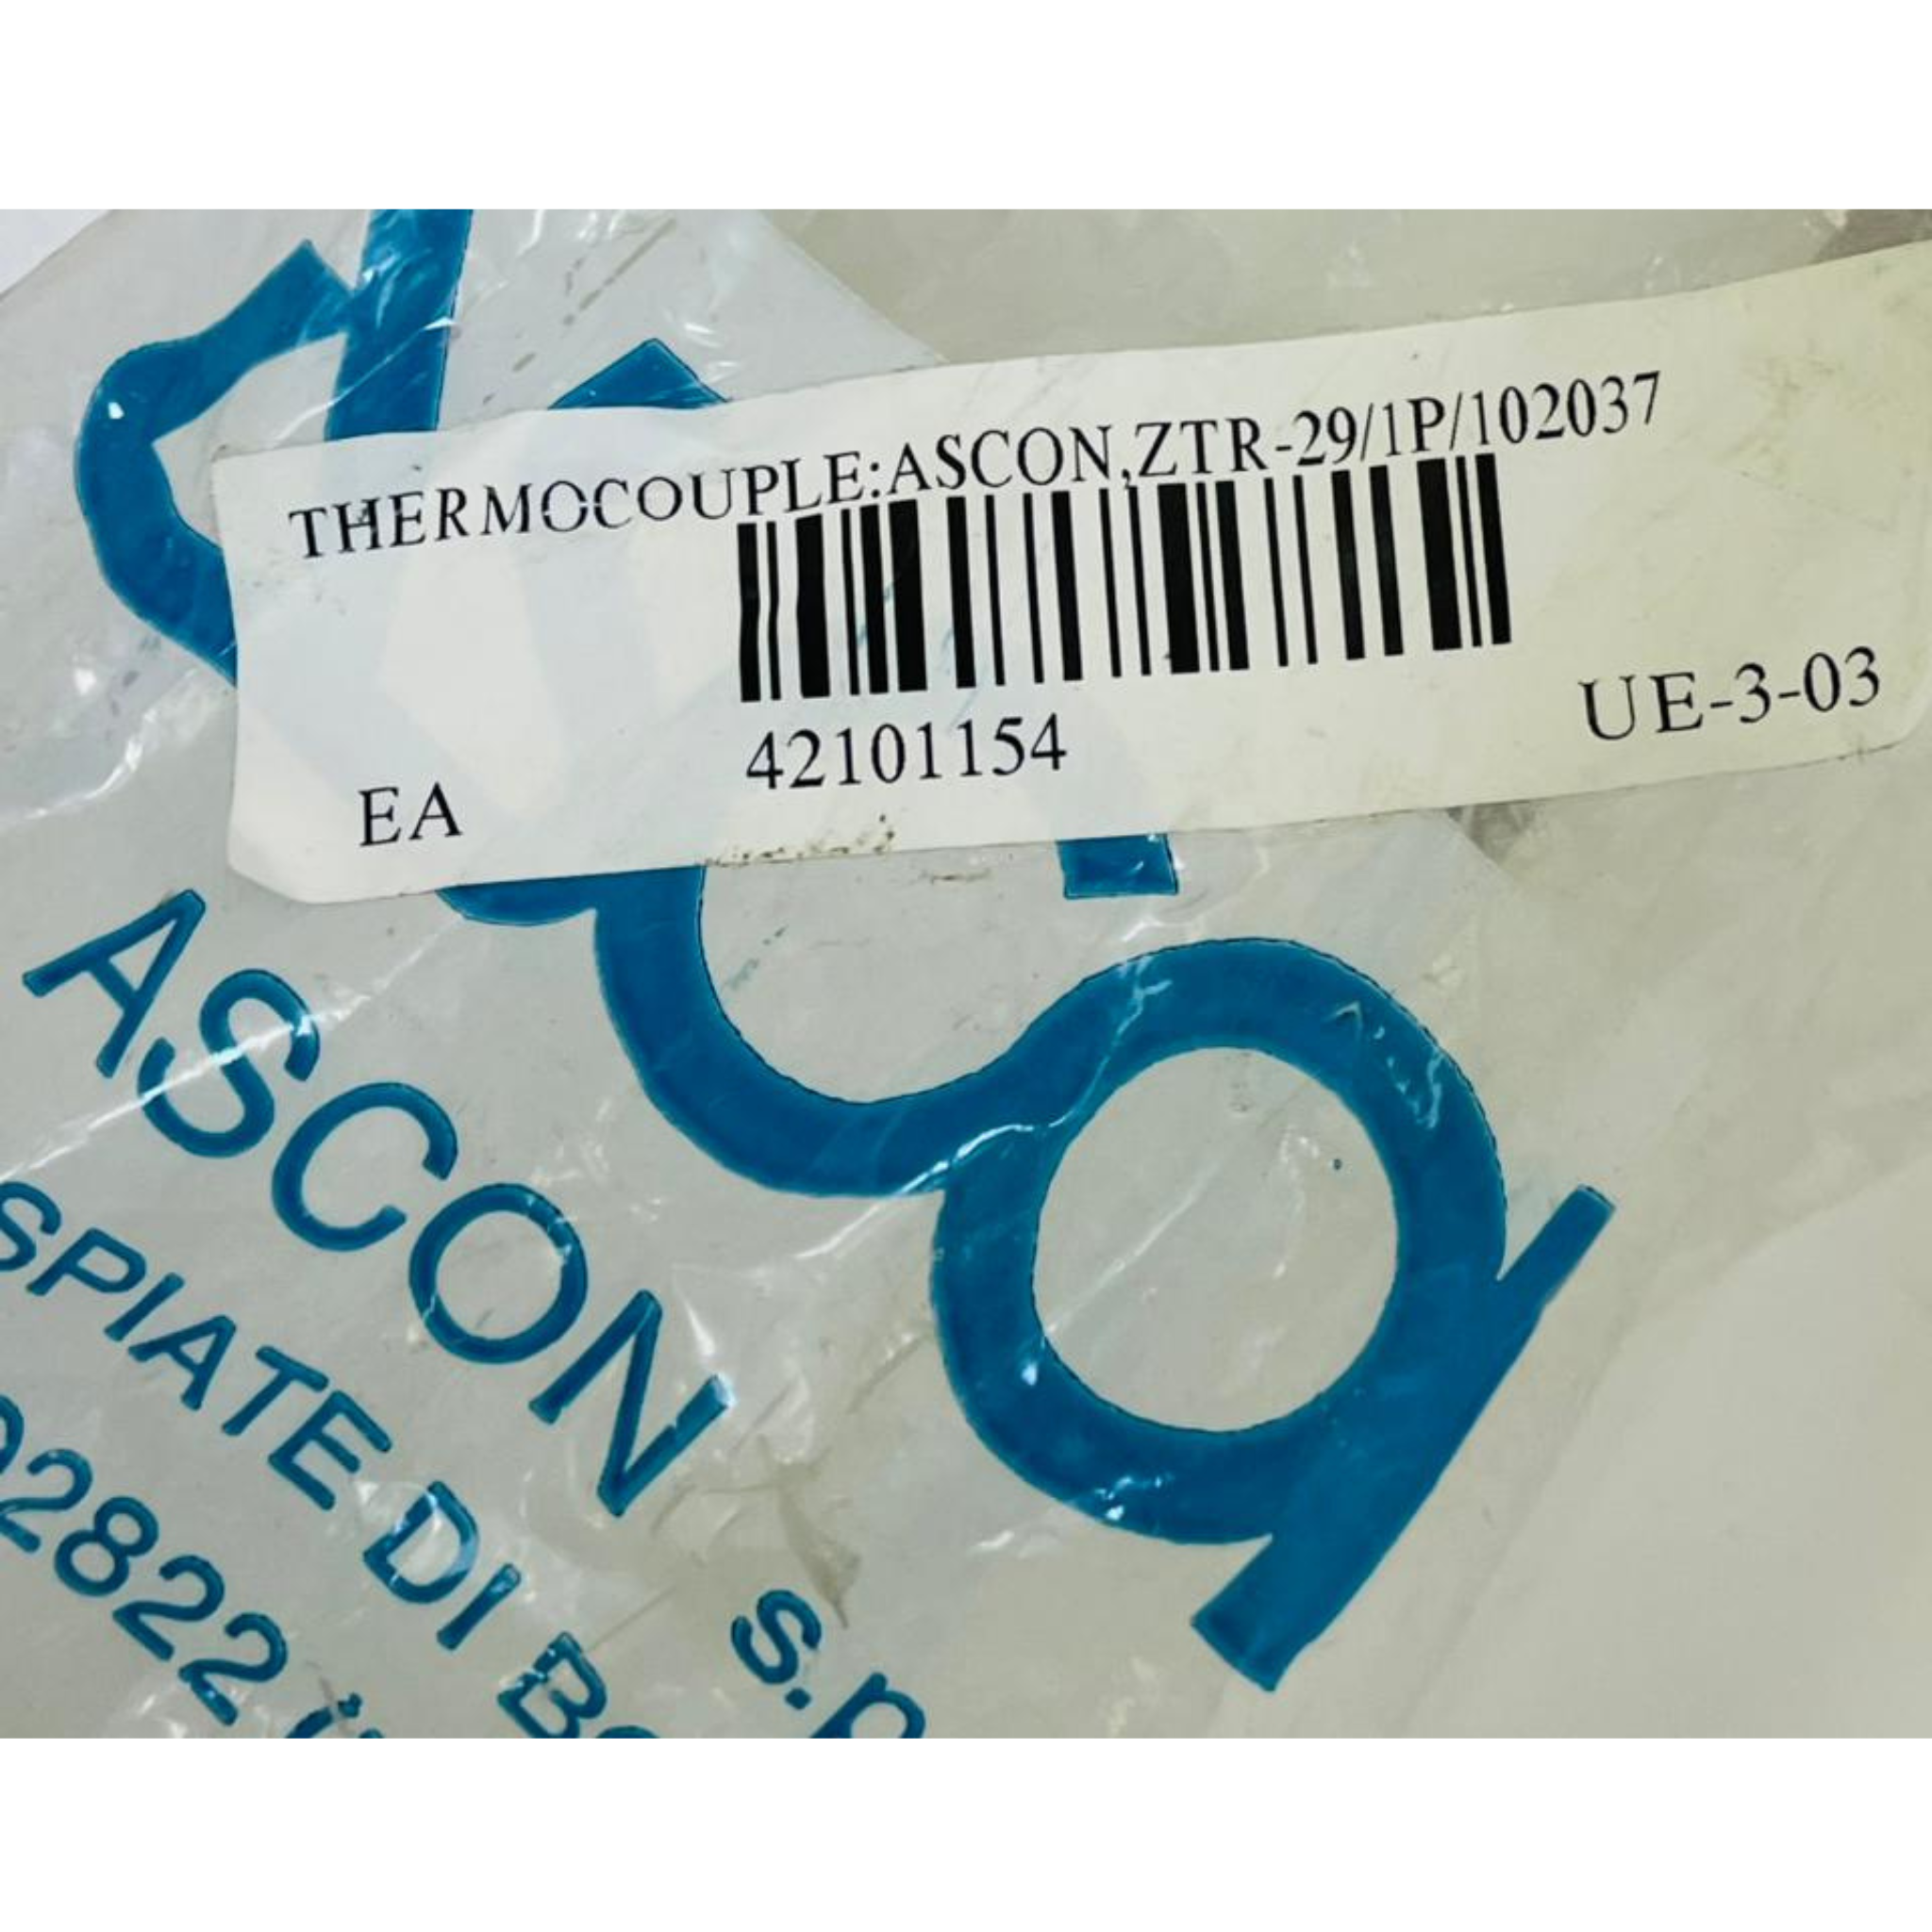 THERMOCOUPLE:ASCON,ZTR-29/1P/102037
42101154
EA
UE-3-03
ASCON s.p
SPIATE DI